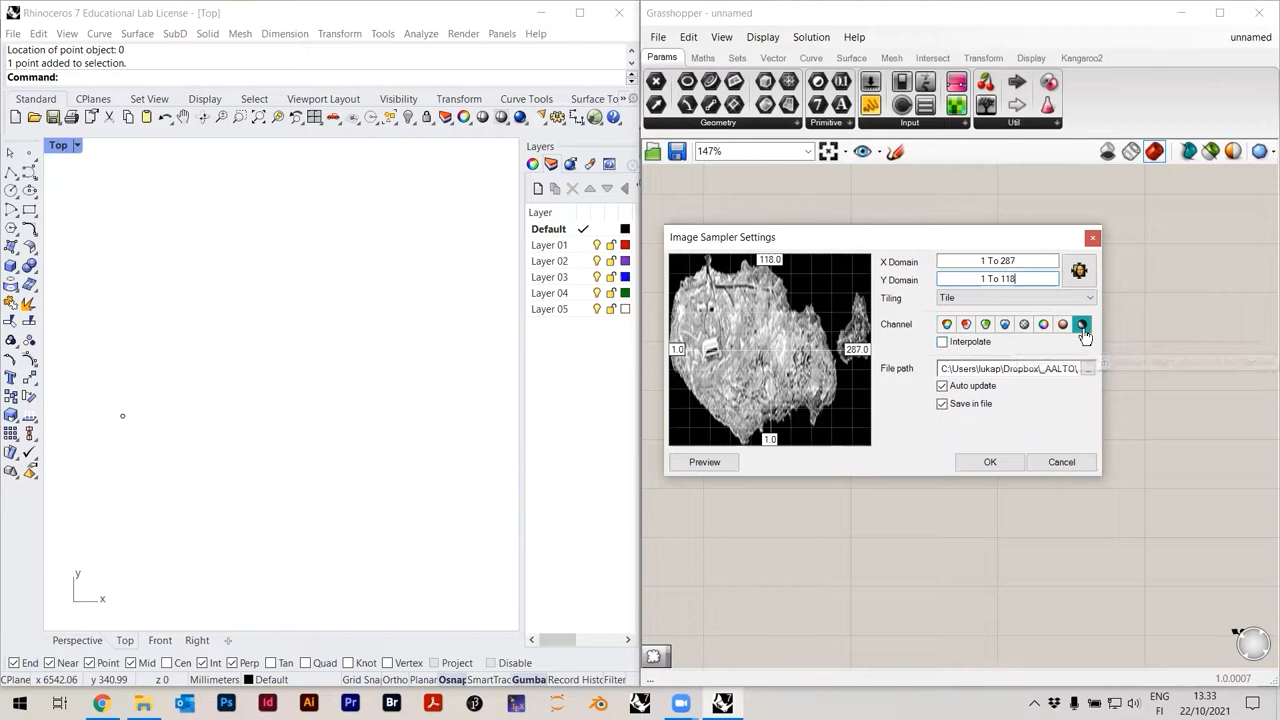 Rhinoceros 7 Educational Lab License - [Top]
File Edit View Curve Surface SubD Solid Mesh Dimension Transform Tools Analyze Render Panels Help
Location of point object: 0
1 point added to selection.
Command:
Standard CPlanes Set View Display Select Viewport Layout Visibility Transform Curve Tools Surface To »
Top
Layers
Layer
Default
Layer 01
Layer 02
Layer 03
Layer 04
Layer 05
y
x
Perspective Top Front Right
End Near Point Mid Cen Int Perp Tan Quad Knot Vertex Project Disable
CPlane x 6542.06 y 340.99 z 0 Millimeters Default Grid Snap Ortho Planar Osnap SmartTrac Gumba Record Histor Filter
Grasshopper - unnamed
File Edit View Display Solution Help unnamed
Params Maths Sets Vector Curve Surface Mesh Intersect Transform Display Kangaroo2
Geometry Primitive Input Util
147%
Image Sampler Settings
118.0
1.0
287.0
1.0
X Domain 1 To 287
Y Domain 1 To 118
Tiling Tile
Channel
Interpolate
File path C:\Users\lukap\Dropbox\_AALTO\ ...
Auto update
Save in file
Preview OK Cancel
... 1.0.0007
Ps Id Ai Pr Br
ENG
FI
13.33
22/10/2021